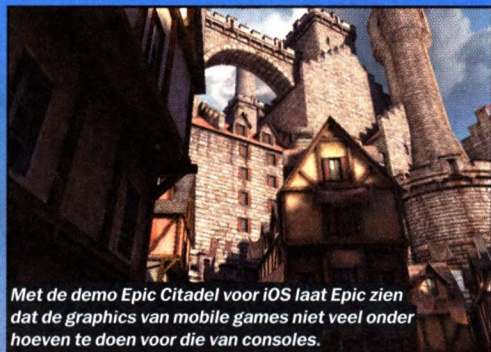 Met de demo Epic Citadel voor iOS laat Epic zien
dat de graphics van mobile games niet veel onder
hoeven te doen voor die van consoles.